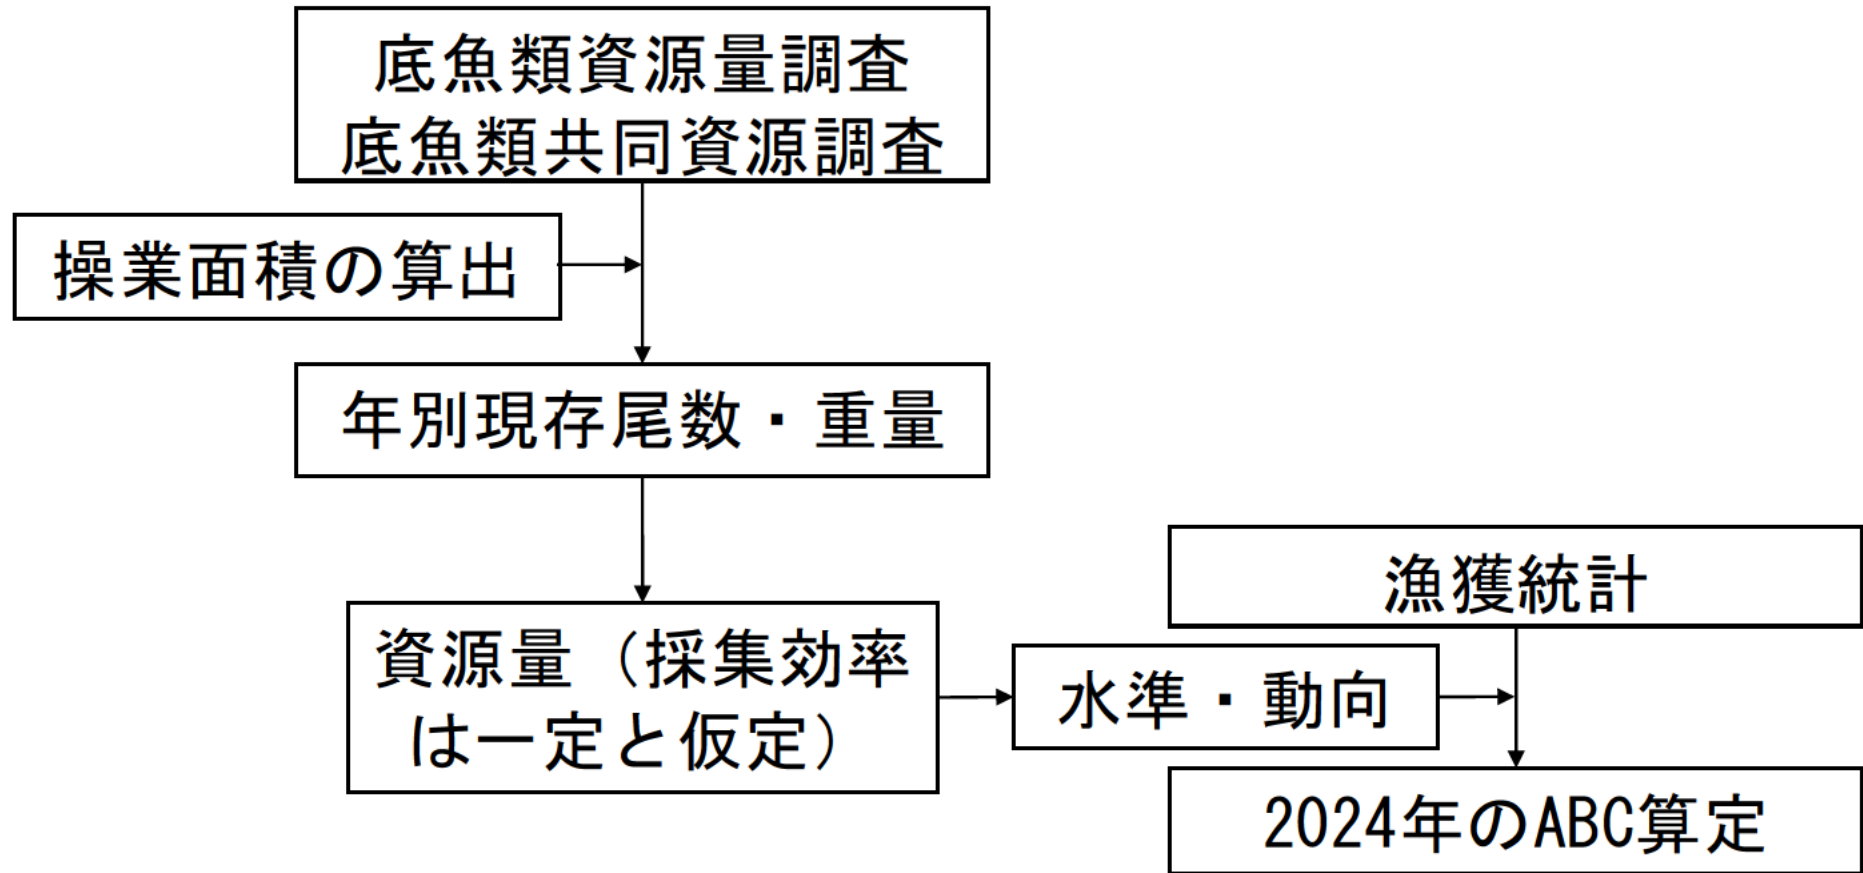 底魚類資源量調査
底魚類共同資源調査
操業面積の算出
年別現存尾数・重量
資源量（採集効率
は一定と仮定）
水準・動向
漁獲統計
2024年のABC算定